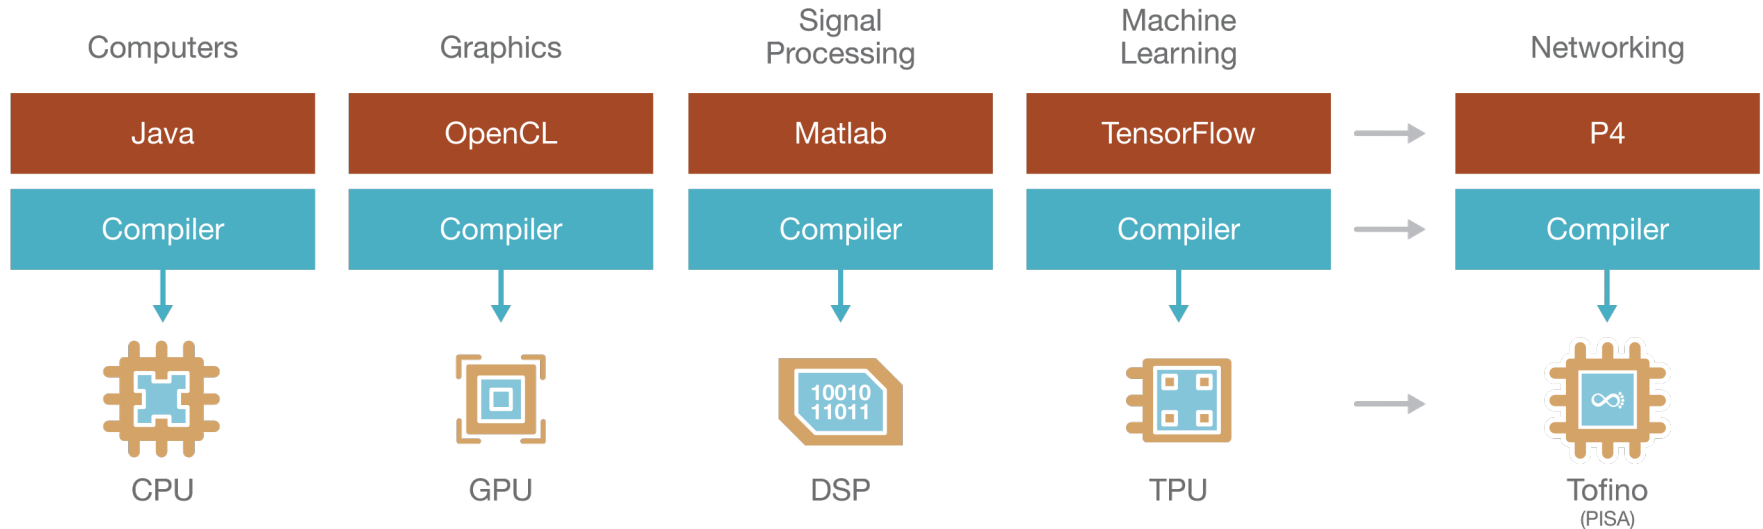 Computers
Graphics
Signal
Processing
Machine
Learning
Networking
Java
OpenCL
Matlab
TensorFlow
P4
Compiler
Compiler
Compiler
Compiler
Compiler
10010
11011
CPU
GPU
DSP
TPU
Tofino
(PISA)